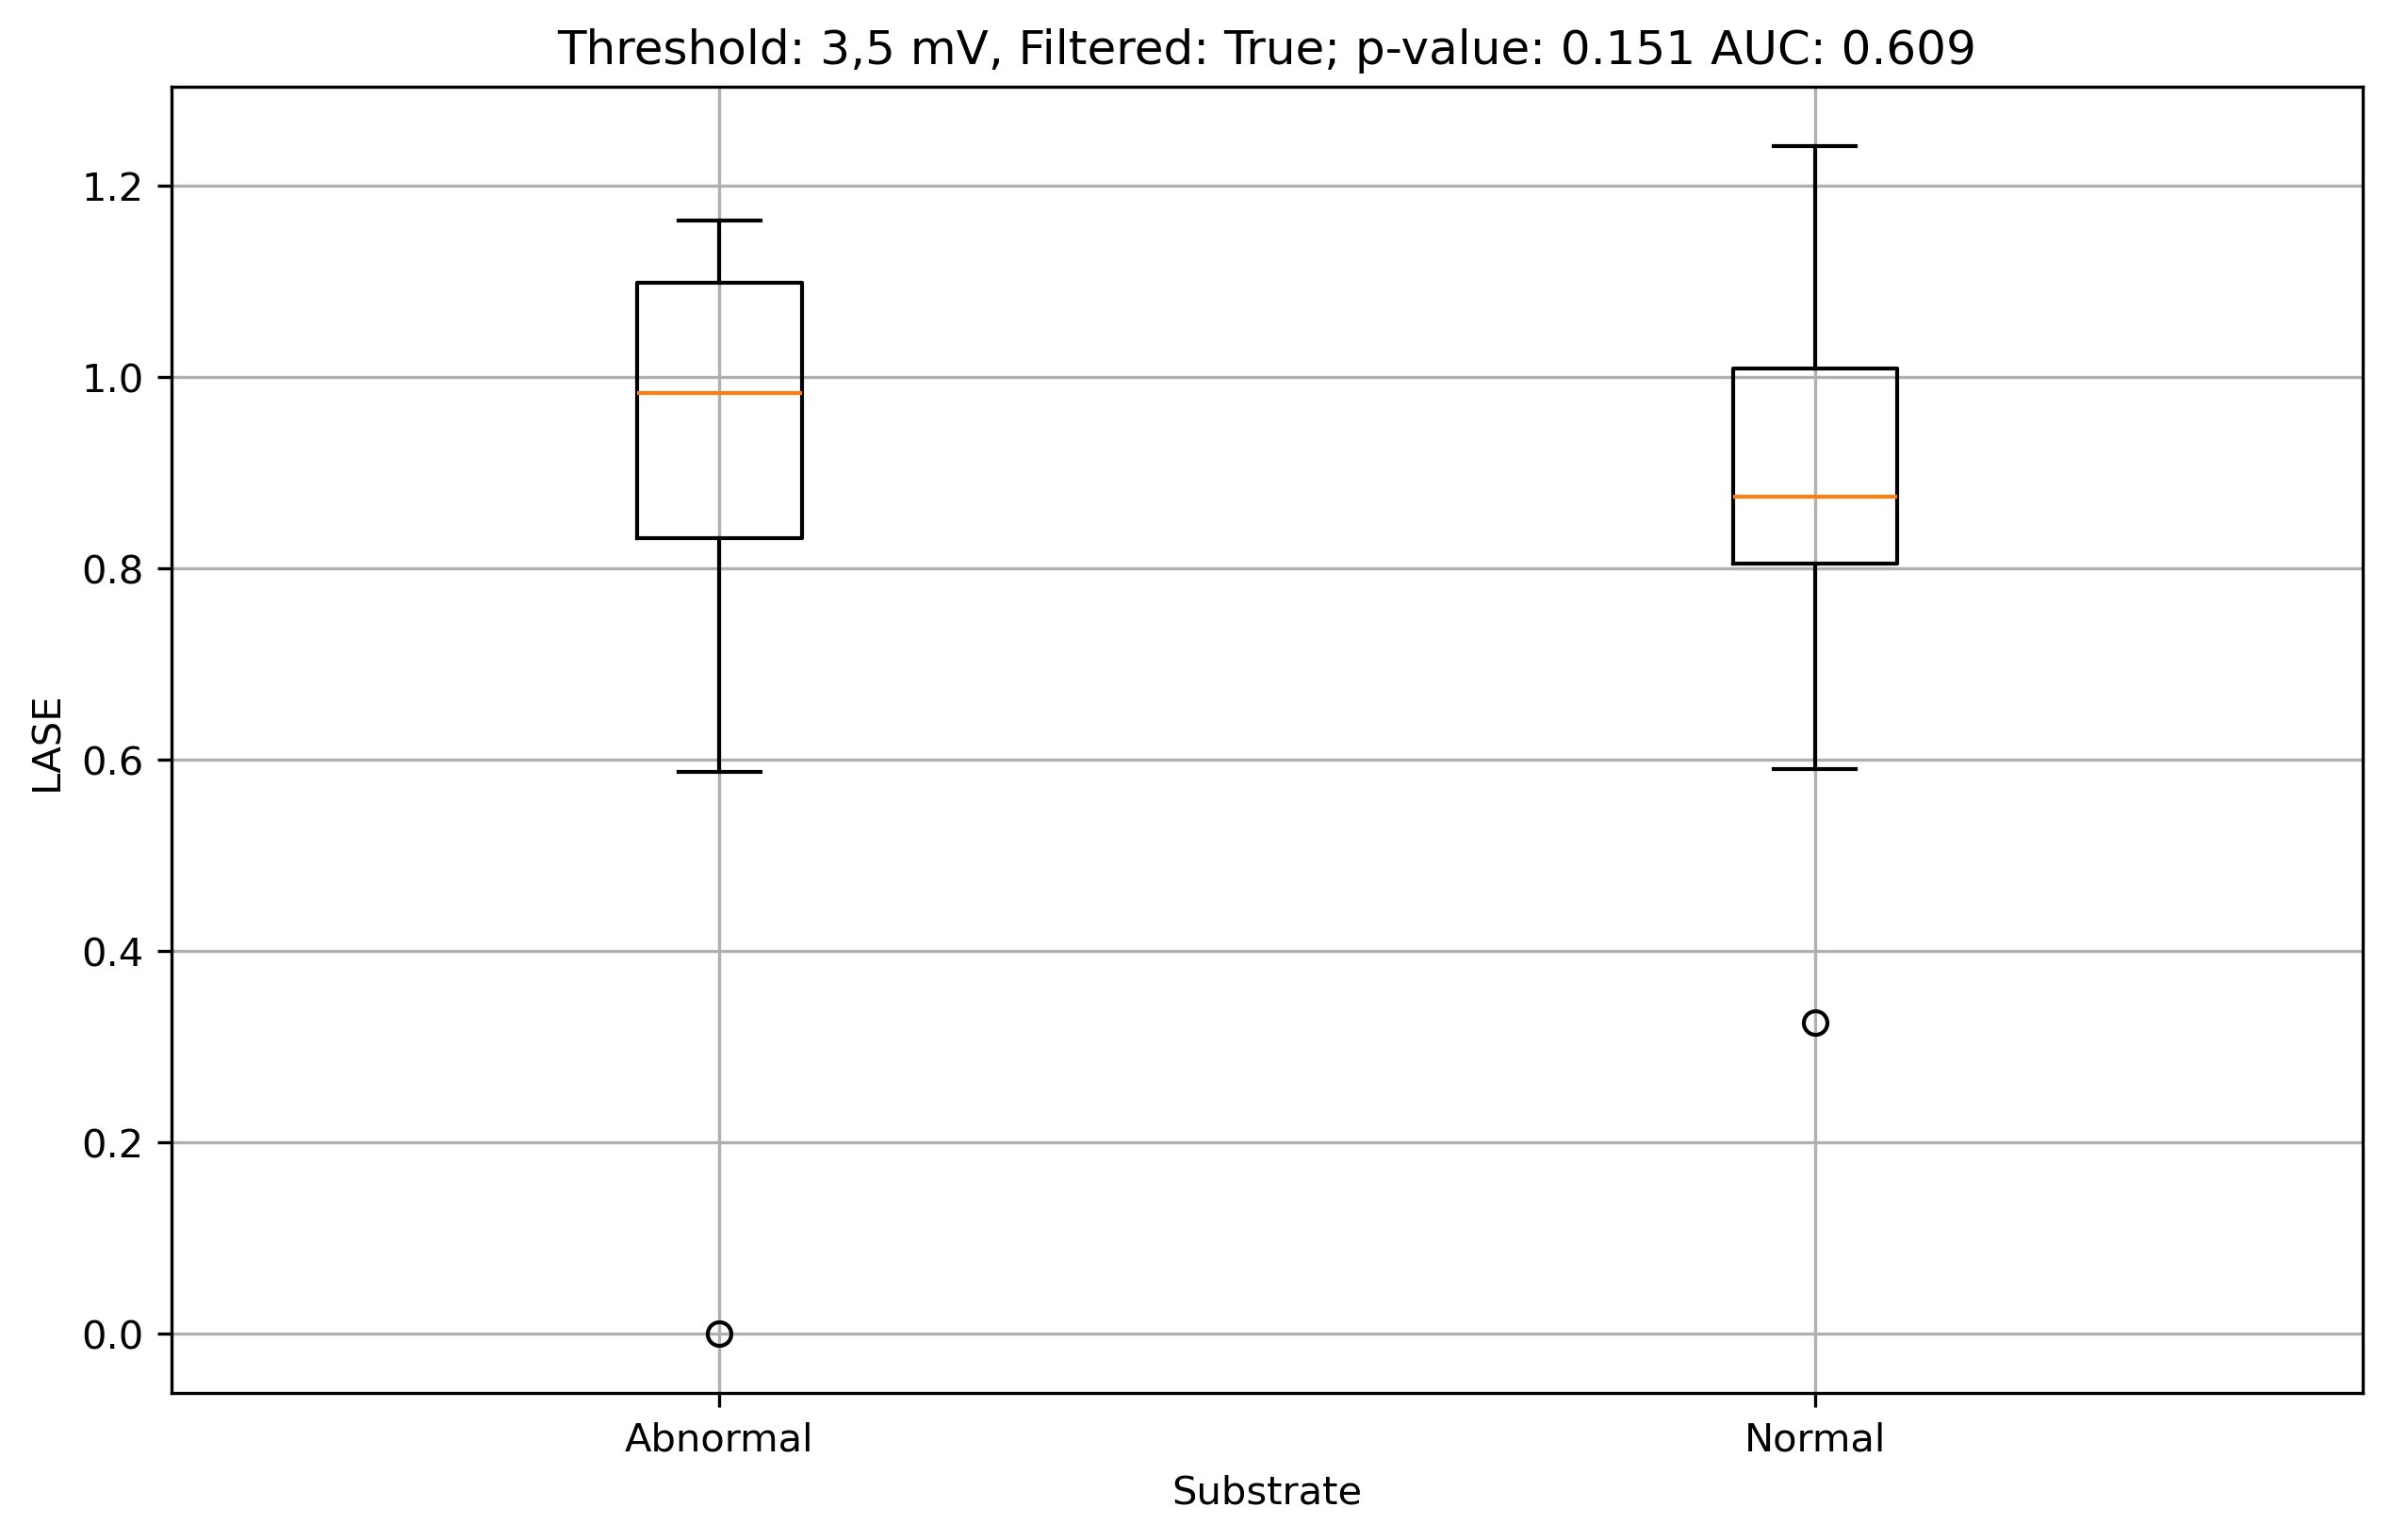 Threshold: 3,5 mV, Filtered: True; p-value: 0.151 AUC: 0.609
1.2
1.0
0.8
0.6
0.4
0.2
0.0
LASE
Abnormal
Normal
Substrate